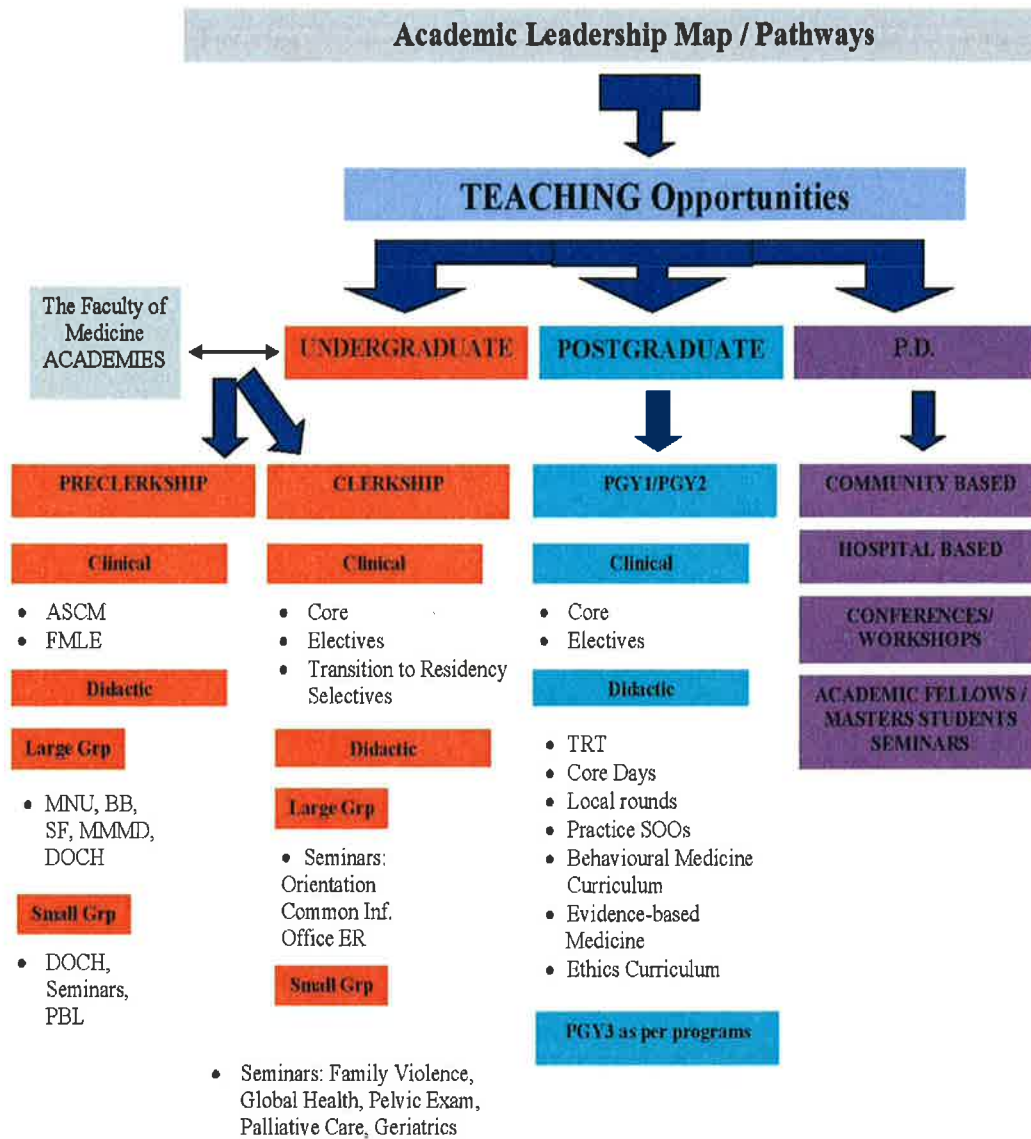 Academic Leadership Map / Pathways
TEACHING Opportunities
The Faculty of
Medicine
ACADEMIES
UNDERGRADUATE
POSTGRADUATE
P.D.
PRECLERKSHIP
Clinical
• ASCM
• FMLE
Didactic
Large Grp
• MNU, BB,
SF, MMMD,
DOCH
Small Grp
• DOCH,
Seminars,
PBL
CLERKSHIP
Clinical
• Core
• Electives
• Transition to Residency
Selectives
Didactic
Large Grp
• Seminars:
Orientation
Common Inf.
Office ER
Small Grp
• Seminars: Family Violence,
Global Health, Pelvic Exam,
Palliative Care, Geriatrics
PGY1/PGY2
Clinical
• Core
• Electives
Didactic
• TRT
• Core Days
• Local rounds
• Practice SOOs
• Behavioural Medicine
Curriculum
• Evidence-based
Medicine
• Ethics Curriculum
PGY3 as per programs
COMMUNITY BASED
HOSPITAL BASED
CONFERENCES/
WORKSHOPS
ACADEMIC FELLOWS /
MASTERS STUDENTS
SEMINARS